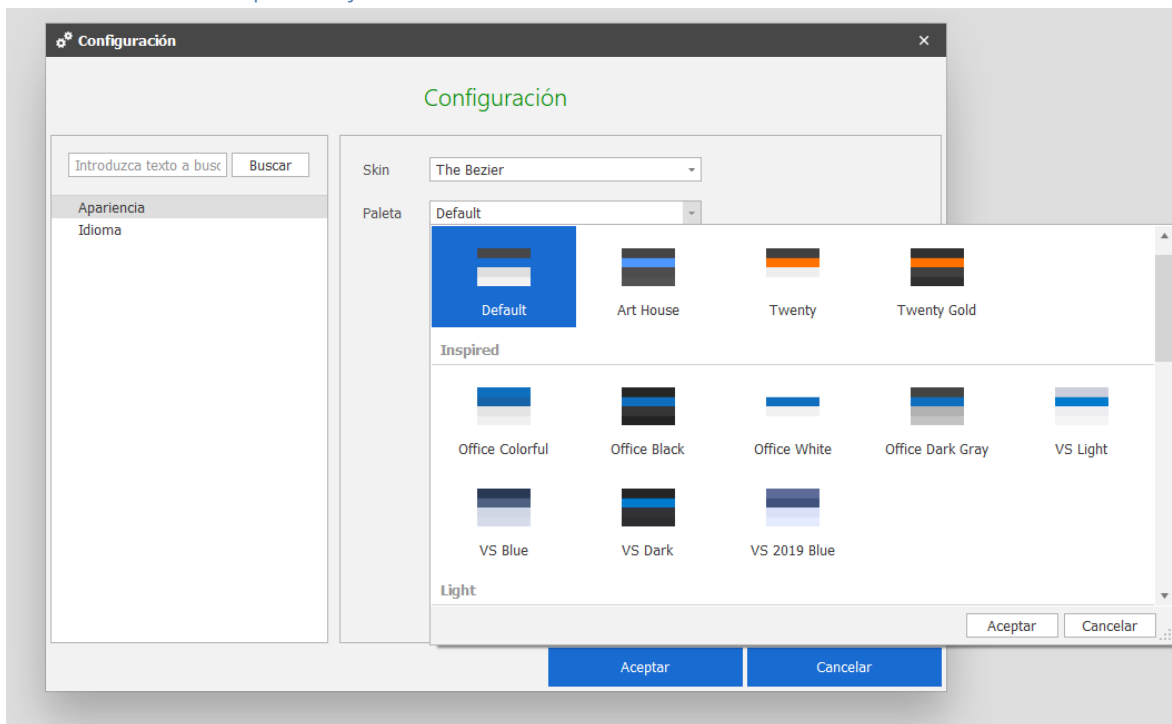 Configuración
Configuración
Introduzca texto a busc Buscar
Apariencia
Idioma
Skin The Bezier
Paleta Default
Default Art House Twenty Twenty Gold
Inspired
Office Colorful Office Black Office White Office Dark Gray VS Light
VS Blue VS Dark VS 2019 Blue
Light
Aceptar Cancelar
Aceptar Cancelar